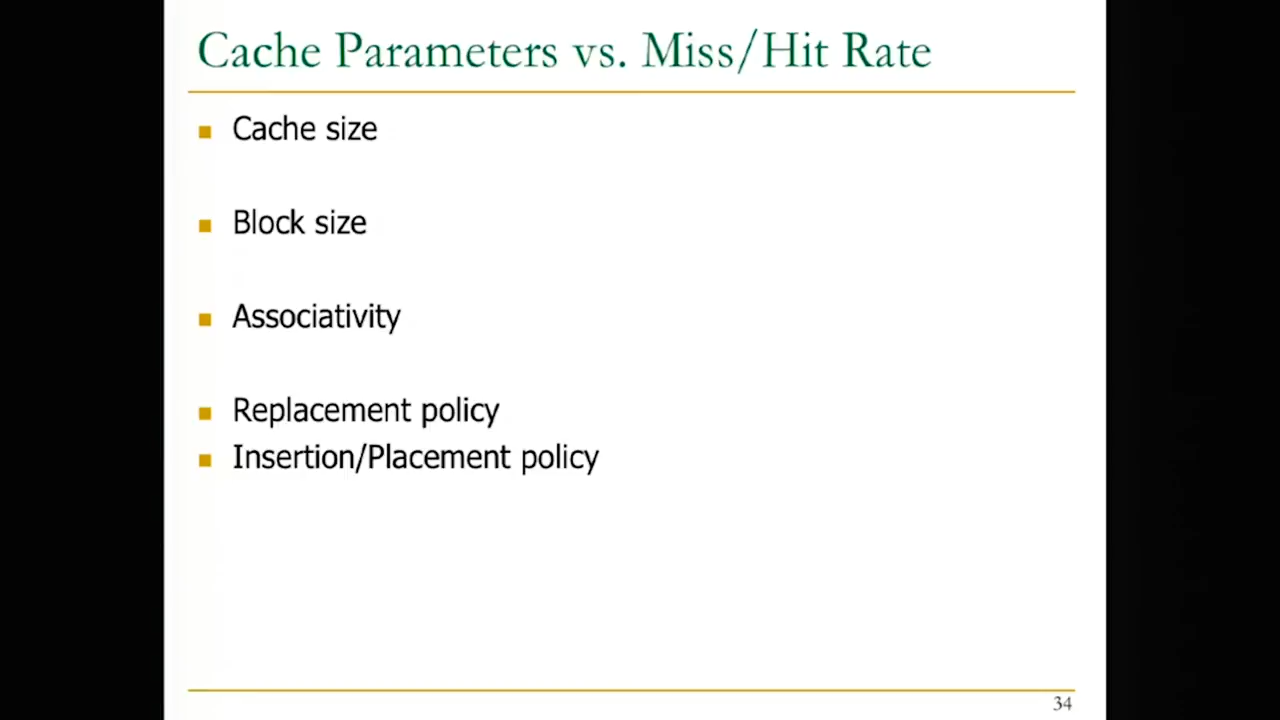 Cache Parameters vs. Miss/Hit Rate
Cache size
Block size
Associativity
Replacement policy
Insertion/Placement policy
34